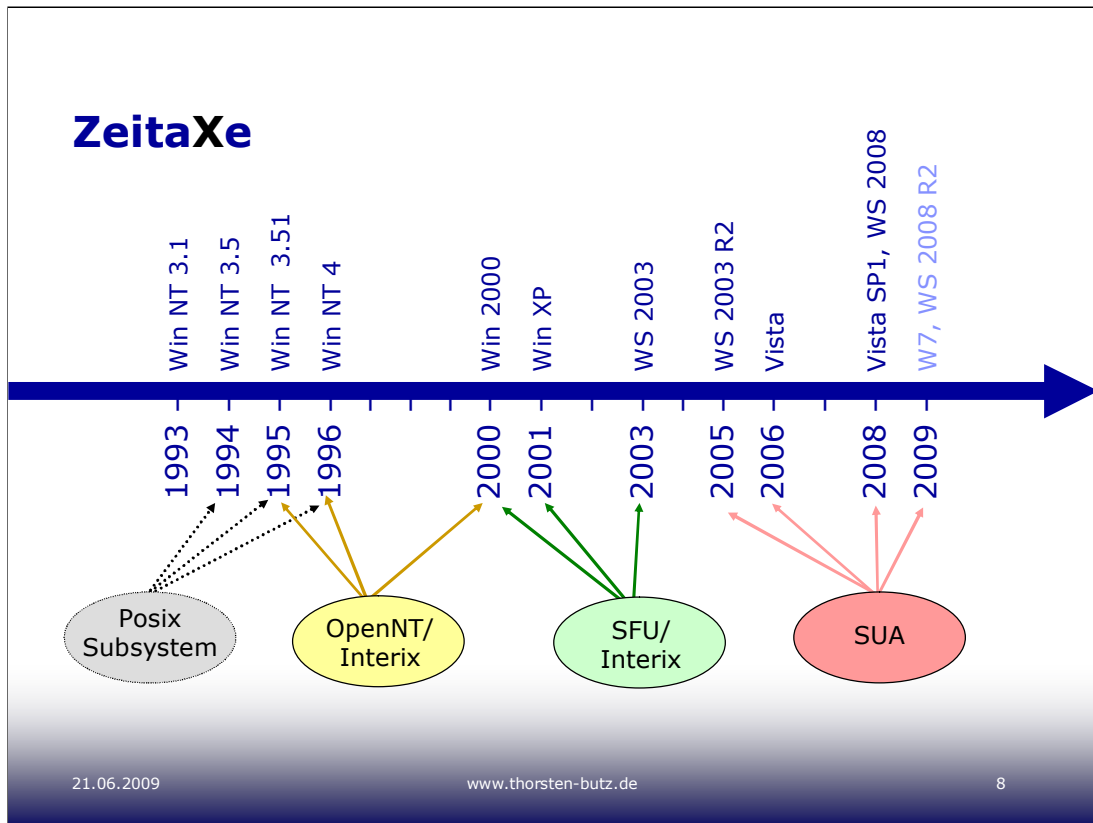 ZeitaXe
Win NT 3.1
Win NT 3.5
Win NT  3.51
Win NT 4
Win 2000
Win XP
WS 2003
WS 2003 R2
Vista
Vista SP1, WS 2008
W7, WS 2008 R2
1993
1994
1995
1996
2000
2001
2003
2005
2006
2008
2009
Posix
Subsystem
OpenNT/
Interix
SFU/
Interix
SUA
21.06.2009
www.thorsten-butz.de
8